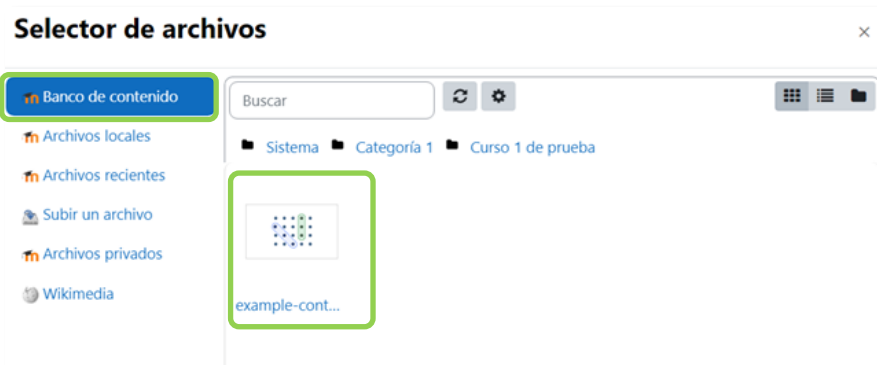 Selector de archivos
×
Banco de contenido
Archivos locales
Archivos recientes
Subir un archivo
Archivos privados
Wikimedia
Buscar
Sistema Categoría 1 Curso 1 de prueba
example-cont...